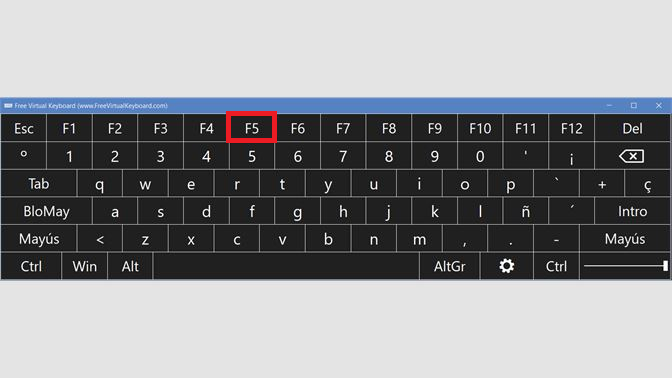 Free Virtual Keyboard (www.FreeVirtualKeyboard.com)
Esc F1 F2 F3 F4 F5 F6 F7 F8 F9 F10 F11 F12 Del
º 1 2 3 4 5 6 7 8 9 0 ' ¡
Tab q w e r t y u i o p ` + ç
BloMay a s d f g h j k l ñ ´ Intro
Mayús < z x c v b n m , . - Mayús
Ctrl Win Alt AltGr Ctrl